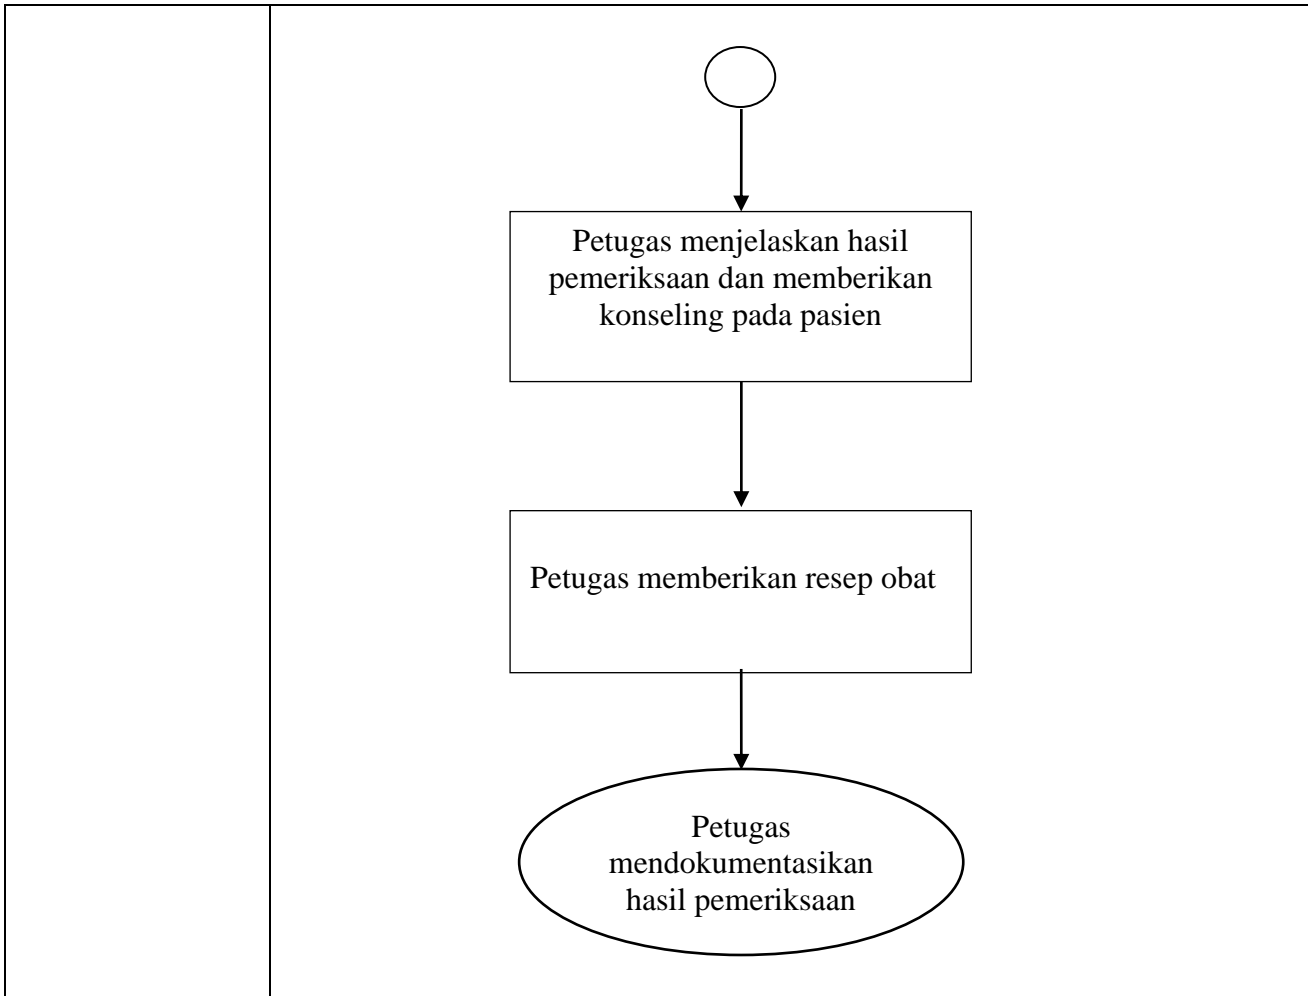 Petugas menjelaskan hasil
pemeriksaan dan memberikan
konseling pada pasien
Petugas memberikan resep obat
Petugas
mendokumentasikan
hasil pemeriksaan